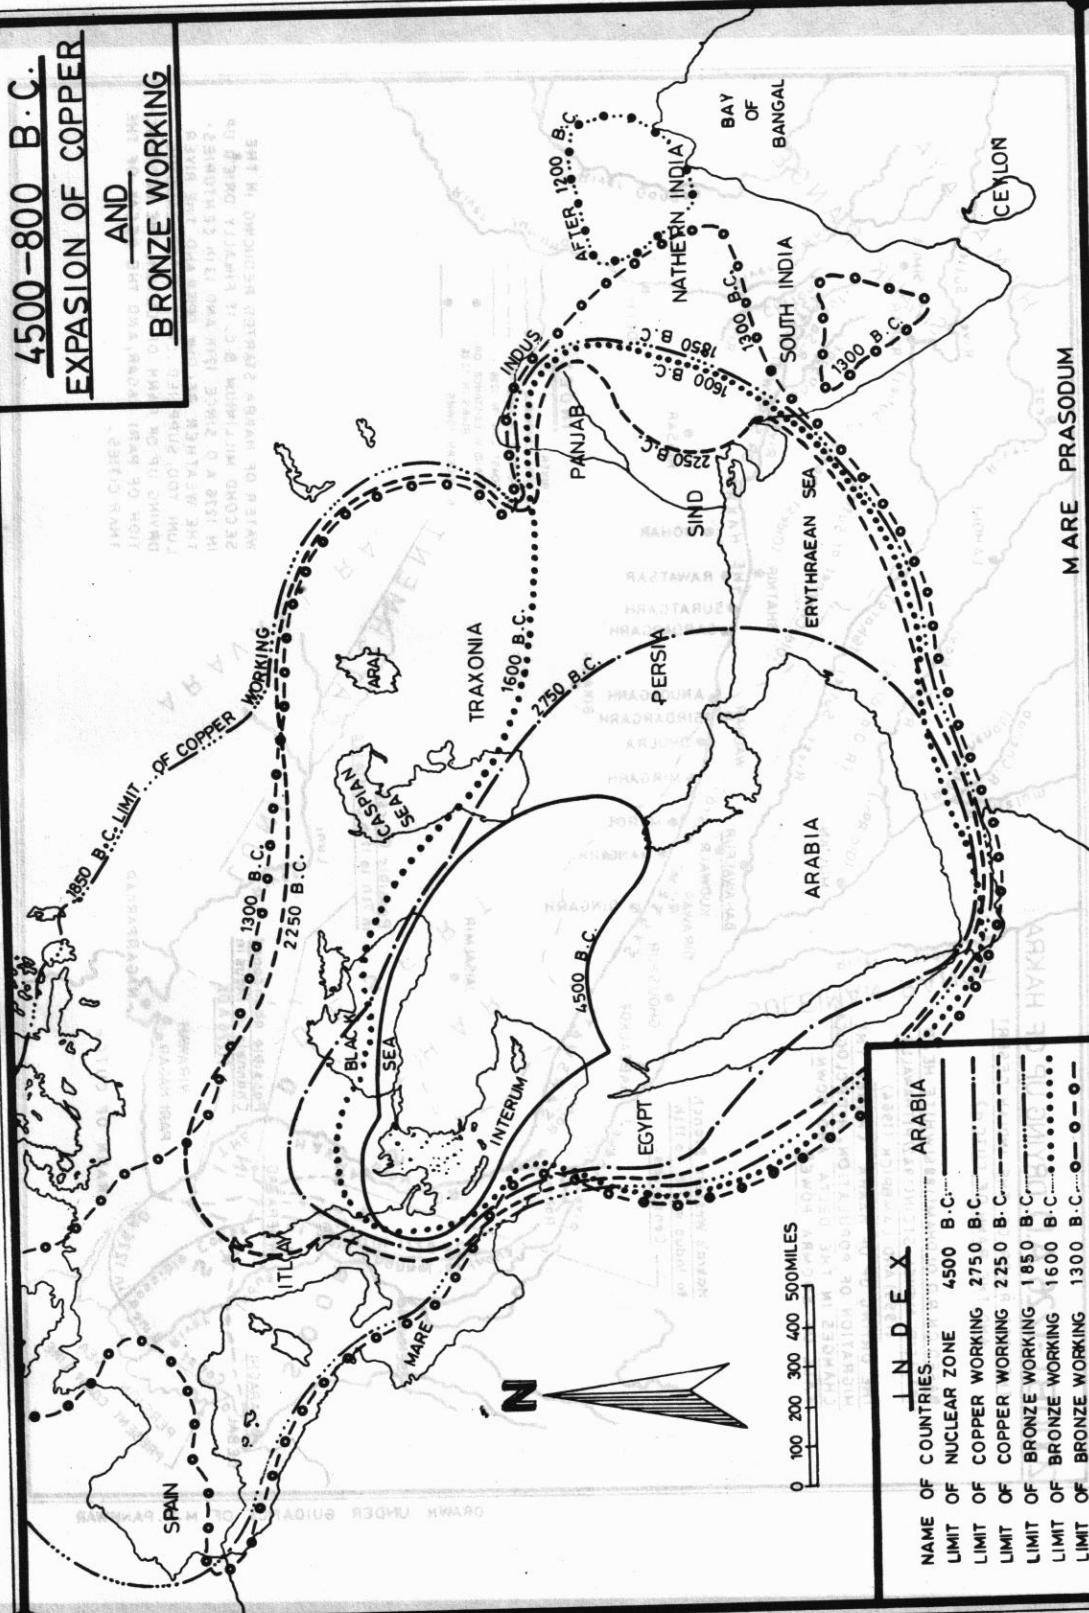 4500-800 B.C.
EXPASION OF COPPER
AND
BRONZE WORKING
1850 B.C. LIMIT OF COPPER WORKING
1300 B.C.
2250 B.C.
SPAIN
ITLAY
BLACK
SEA
CASPIAN
SEA
ARAL
TRAXONIA
1600 B.C.
2750 B.C.
4500 B.C.
MARE
INTERUM
EGYPT
ARABIA
PERSIA
INDUS
PANJAB
SIND
2250 B.C.
1600 B.C.
1850 B.C.
AFTER 1200 B.C
NATHERN INDIA
1300 B.C.
SOUTH INDIA
1300 B.C.
BAY
OF
BANGAL
CEYLON
ERYTHRAEAN SEA
MARE PRASODUM
N
0 100 200 300 400 500MILES
INDEX
NAME OF COUNTRIES ARABIA
LIMIT OF NUCLEAR ZONE 4500 B.C.
LIMIT OF COPPER WORKING 2750 B.C.
LIMIT OF COPPER WORKING 2250 B.C.
LIMIT OF BRONZE WORKING 1850 B.C.
LIMIT OF BRONZE WORKING 1600 B.C.
LIMIT OF BRONZE WORKING 1300 B.C.